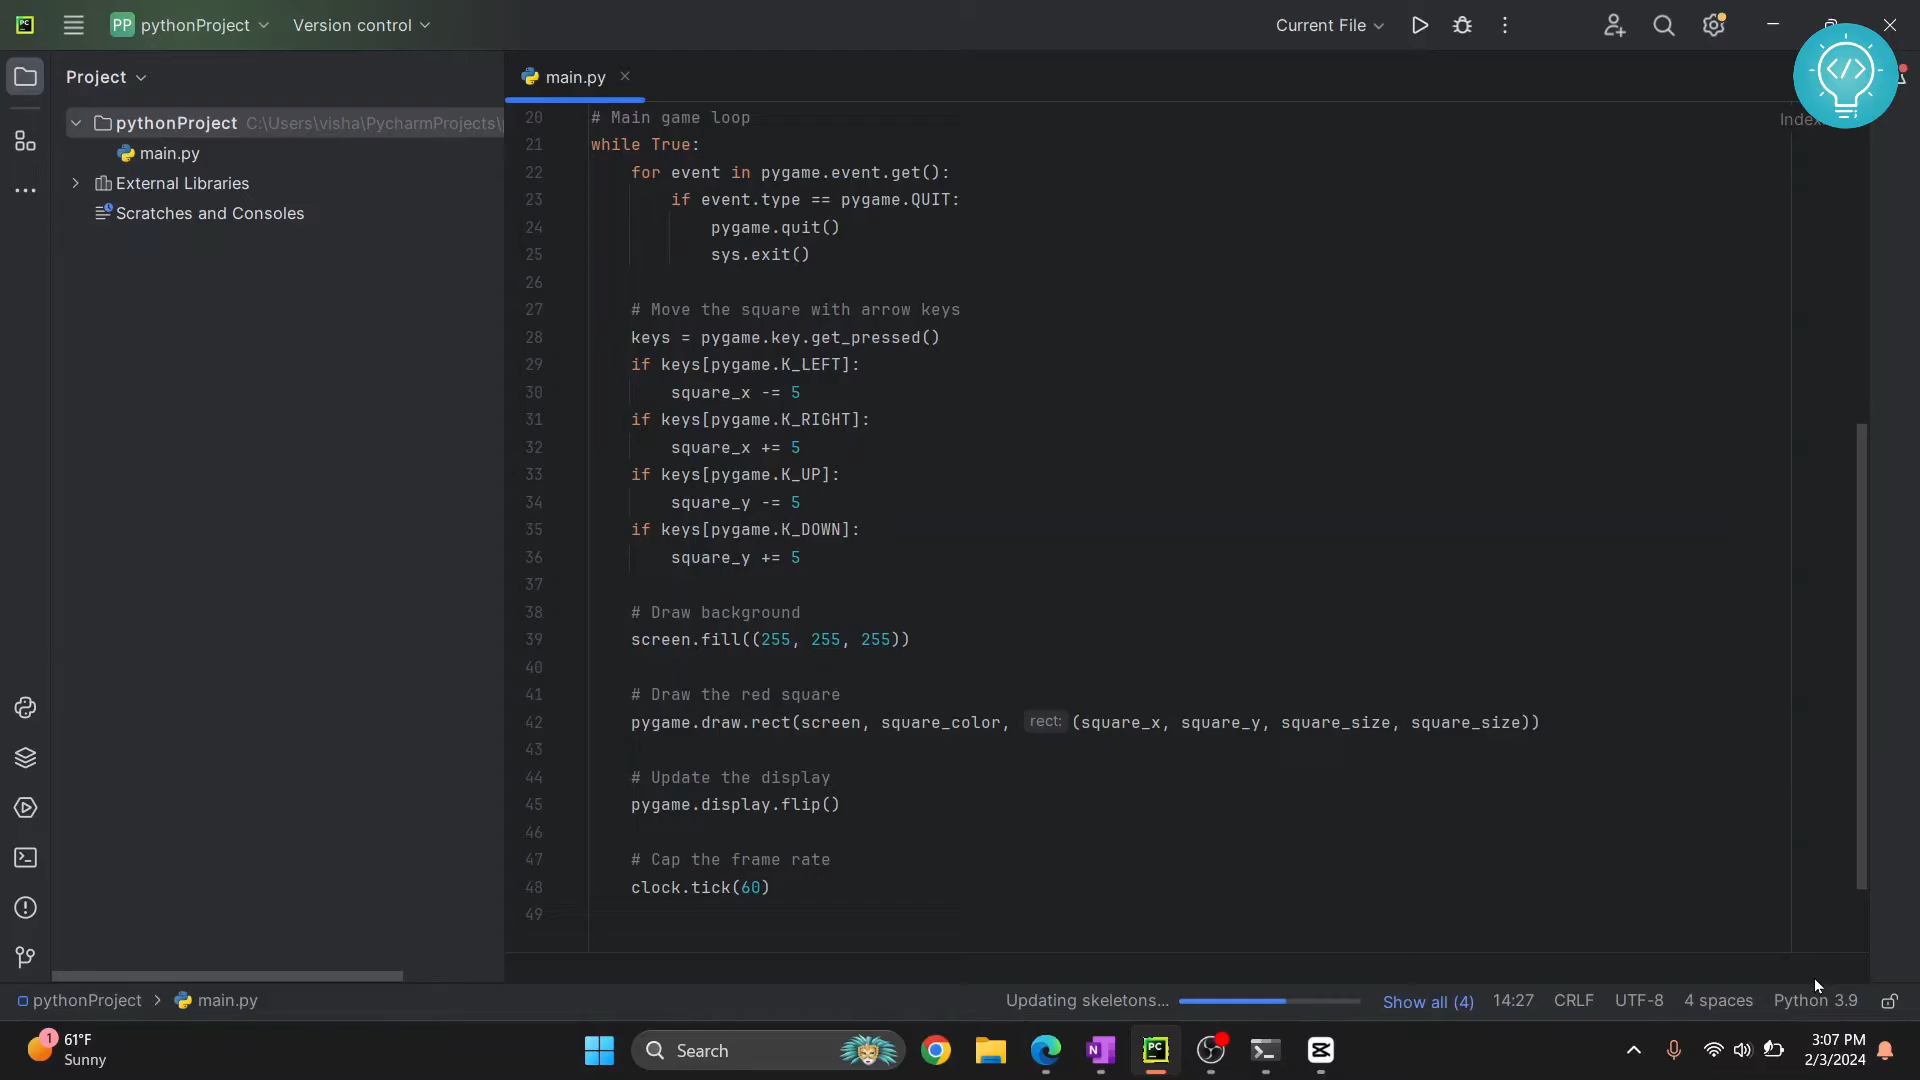 PC
PP pythonProject
Version control
Current File
Project
main.py
pythonProject C:\Users\visha\PycharmProjects\
main.py
External Libraries
Scratches and Consoles
20 # Main game loop
21 while True:
22 for event in pygame.event.get():
23 if event.type == pygame.QUIT:
24 pygame.quit()
25 sys.exit()
26
27 # Move the square with arrow keys
28 keys = pygame.key.get_pressed()
29 if keys[pygame.K_LEFT]:
30 square_x -= 5
31 if keys[pygame.K_RIGHT]:
32 square_x += 5
33 if keys[pygame.K_UP]:
34 square_y -= 5
35 if keys[pygame.K_DOWN]:
36 square_y += 5
37
38 # Draw background
39 screen.fill((255, 255, 255))
40
41 # Draw the red square
42 pygame.draw.rect(screen, square_color, rect: (square_x, square_y, square_size, square_size))
43
44 # Update the display
45 pygame.display.flip()
46
47 # Cap the frame rate
48 clock.tick(60)
49
pythonProject > main.py
Updating skeletons...
Show all (4)
14:27
CRLF
UTF-8
4 spaces
Python 3.9
1
61°F
Sunny
Search
N
PC
3:07 PM
2/3/2024